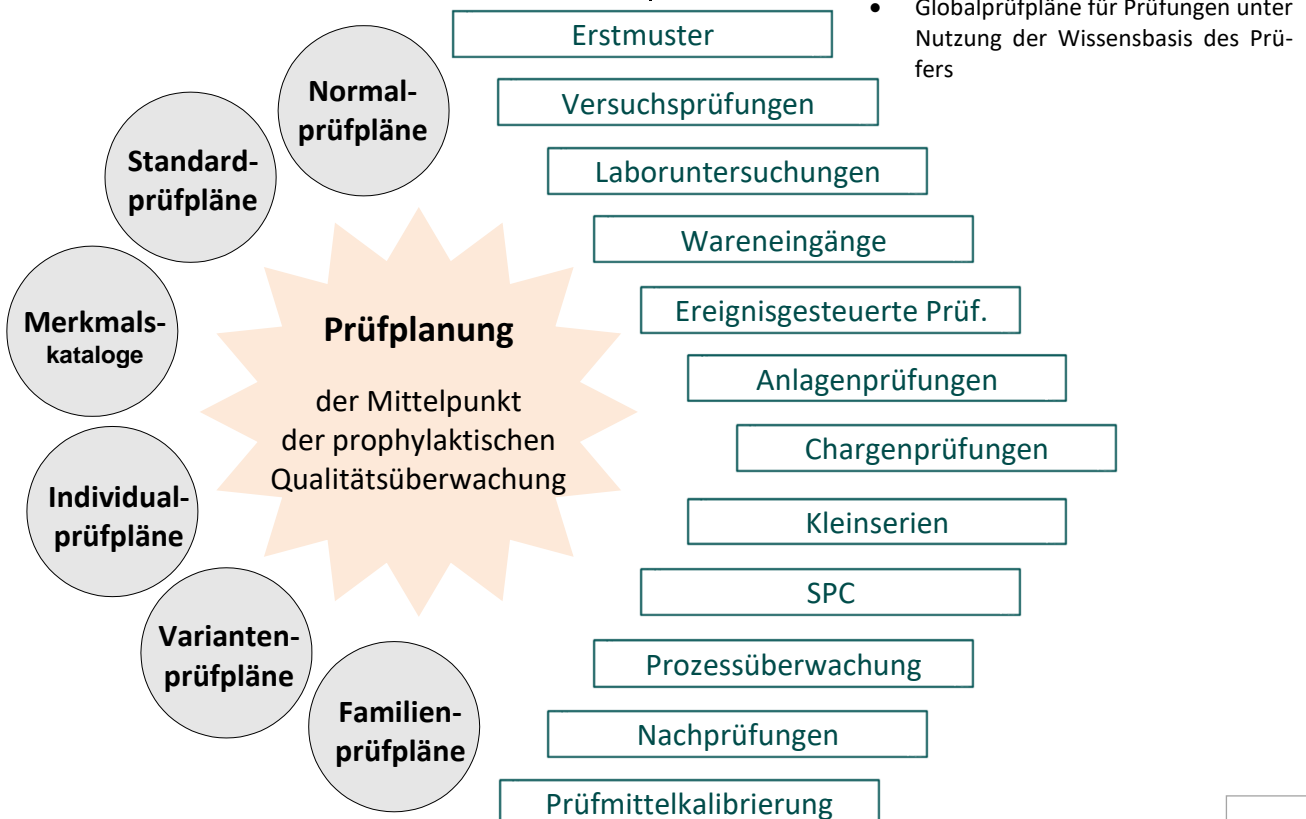 Globalprüfpläne für Prüfungen unter
Nutzung der Wissensbasis des Prü-
fers
Normal-
prüfpläne
Standard-
prüfpläne
Merkmals-
kataloge
Individual-
prüfpläne
Varianten-
prüfpläne
Familien-
prüfpläne
Prüfplanung
der Mittelpunkt
der prophylaktischen
Qualitätsüberwachung
Erstmuster
Versuchsprüfungen
Laboruntersuchungen
Wareneingänge
Ereignisgesteuerte Prüf.
Anlagenprüfungen
Chargenprüfungen
Kleinserien
SPC
Prozessüberwachung
Nachprüfungen
Prüfmittelkalibrierung